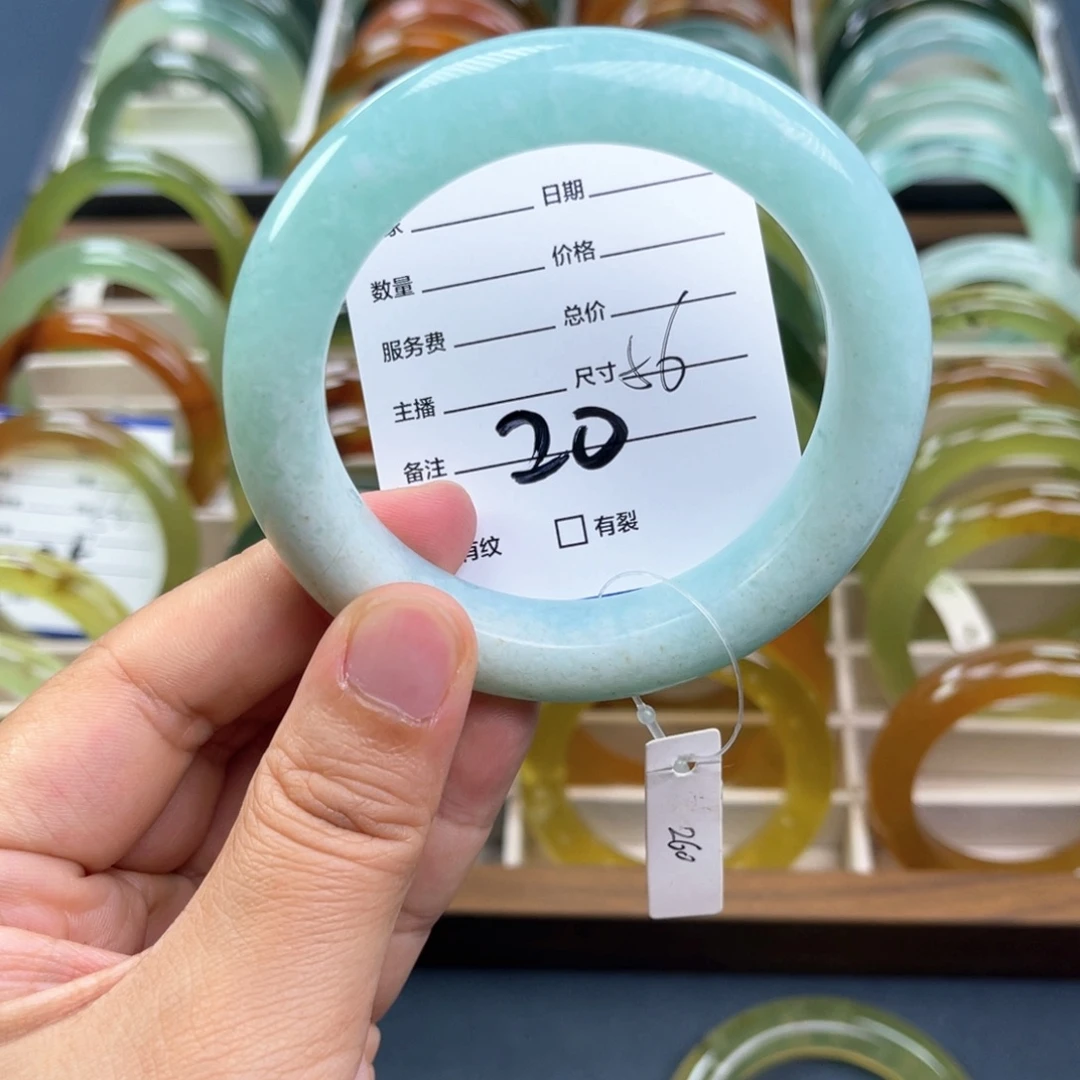 日期
数量 价格
服务费 总价
主播 尺寸 56
备注 20
有纹 有裂
260